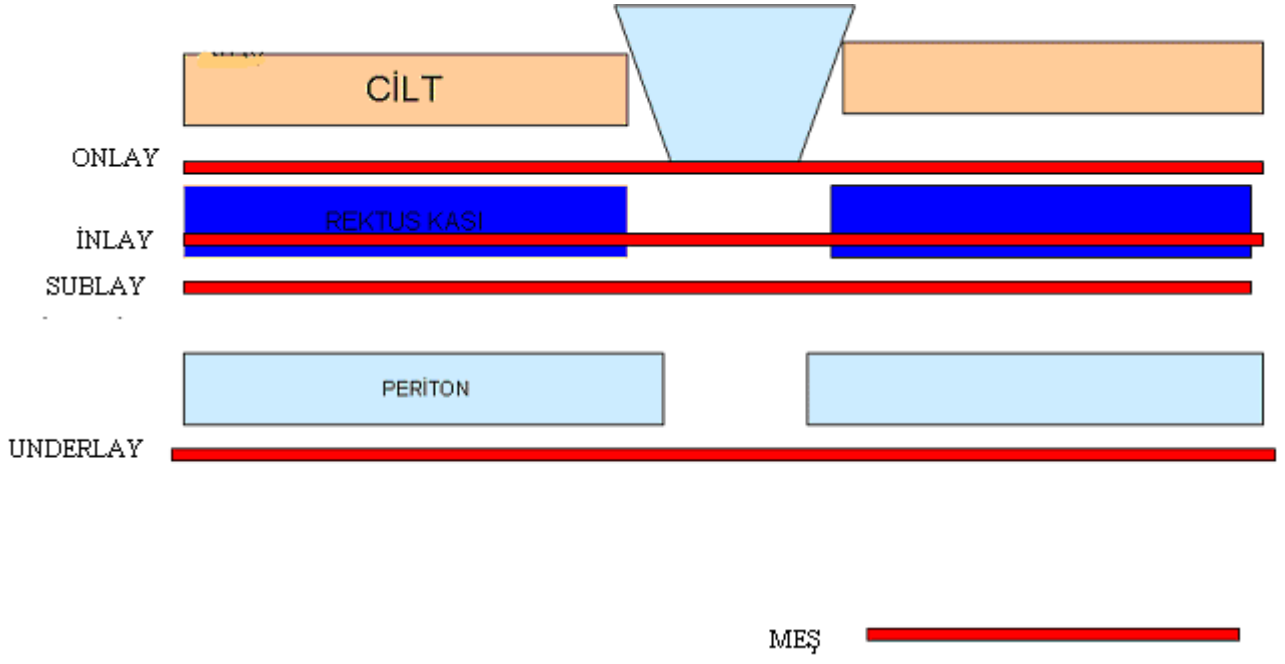 CİLT
ONLAY
REKTUS KASI
İNLAY
SUBLAY
PERİTON
UNDERLAY
MEŞ